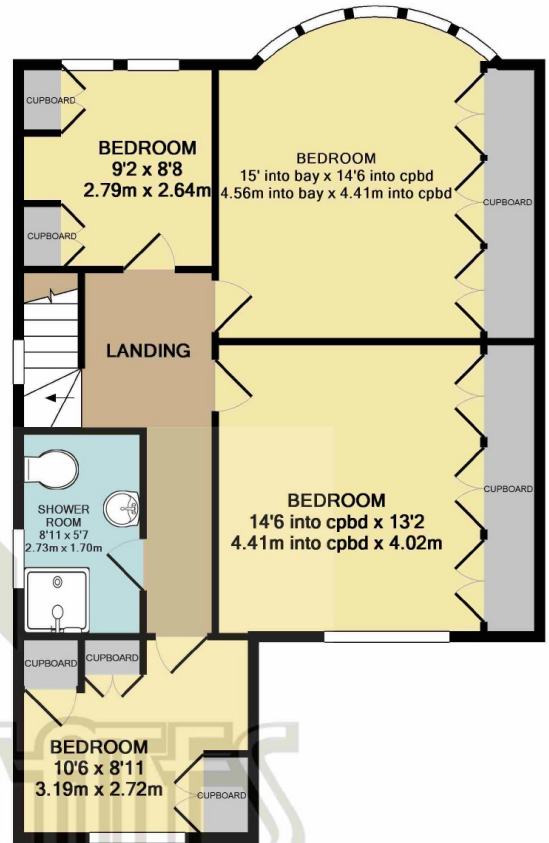 CUPBOARD
BEDROOM
9'2 x 8'8
2.79m x 2.64m
CUPBOARD
BEDROOM
15' into bay x 14'6 into cpbd
4.56m into bay x 4.41m into cpbd
CUPBOARD
LANDING
BEDROOM
14'6 into cpbd x 13'2
4.41m into cpbd x 4.02m
CUPBOARD
SHOWER
ROOM
8'11 x 5'7
2.73m x 1.70m
CUPBOARD
CUPBOARD
BEDROOM
10'6 x 8'11
3.19m x 2.72m
CUPBOARD